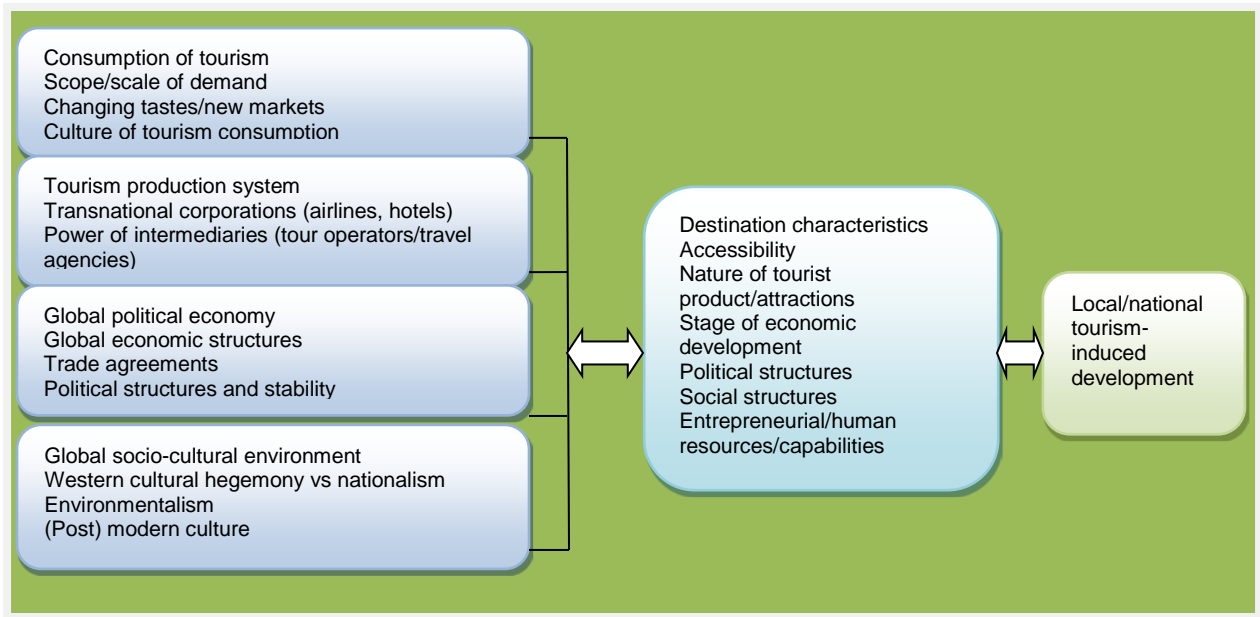 Consumption of tourism
Scope/scale of demand
Changing tastes/new markets
Culture of tourism consumption
Tourism production system
Transnational corporations (airlines, hotels)
Power of intermediaries (tour operators/travel
agencies)
Global political economy
Global economic structures
Trade agreements
Political structures and stability
Global socio-cultural environment
Western cultural hegemony vs nationalism
Environmentalism
(Post) modern culture
Destination characteristics
Accessibility
Nature of tourist
product/attractions
Stage of economic
development
Political structures
Social structures
Entrepreneurial/human
resources/capabilities
Local/national
tourism-
induced
development